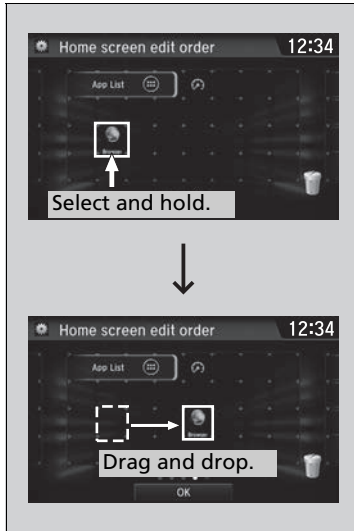 Home screen edit order 12:34
App List
Browser
Select and hold.
Home screen edit order 12:34
App List
Browser
Drag and drop.
OK